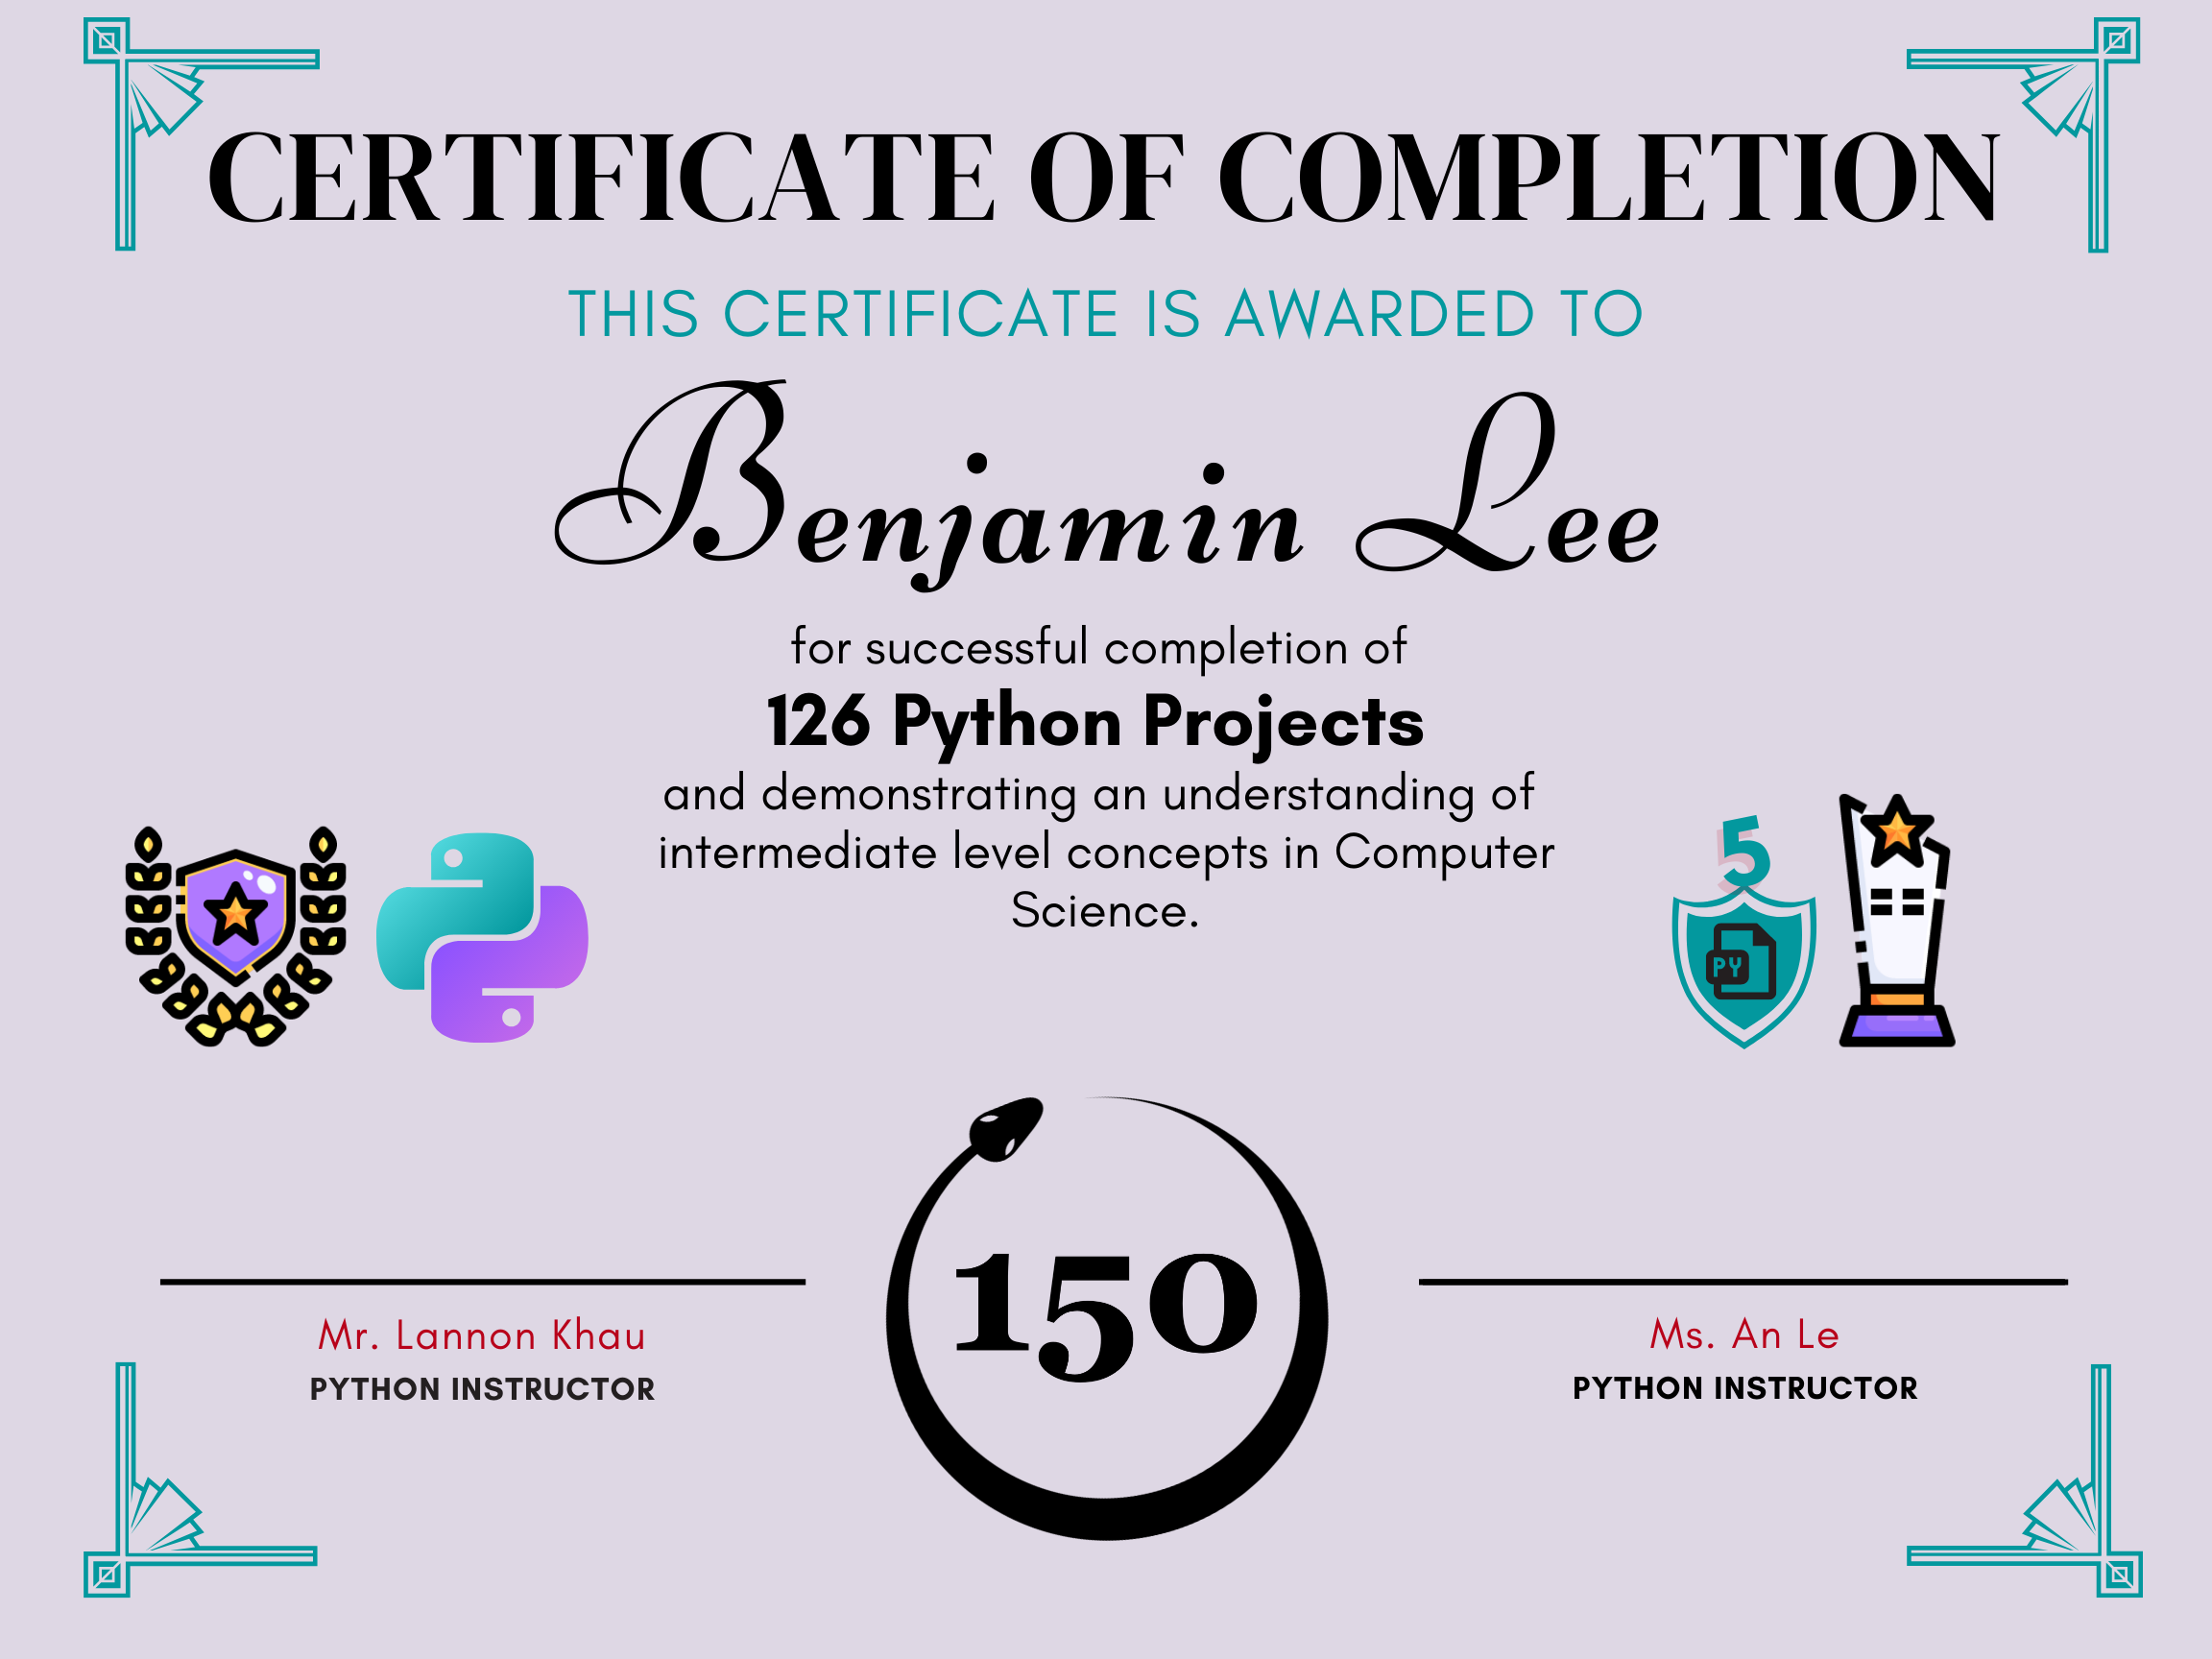 CERTIFICATE OF COMPLETION
THIS CERTIFICATE IS AWARDED TO
Benjamin Lee
for successful completion of
126 Python Projects
and demonstrating an understanding of
intermediate level concepts in Computer
Science.
5
PY
150
Mr. Lannon Khau
PYTHON INSTRUCTOR
Ms. An Le
PYTHON INSTRUCTOR